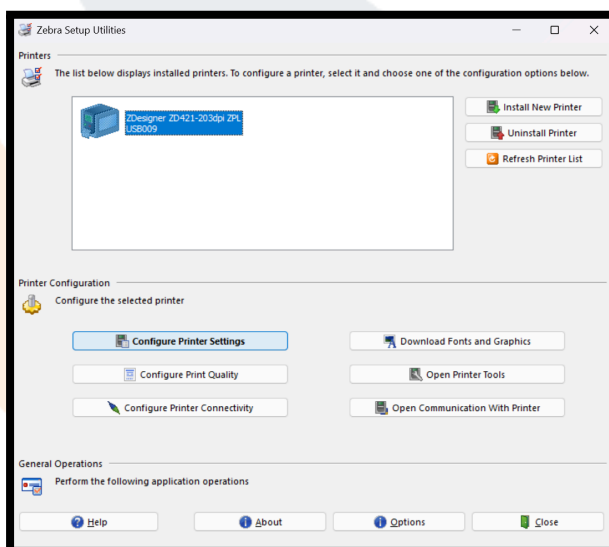 Zebra Setup Utilities
Printers
The list below displays installed printers. To configure a printer, select it and choose one of the configuration options below.
ZDesigner ZD421-203dpi ZPL
USB009
Install New Printer
Uninstall Printer
Refresh Printer List
Printer Configuration
Configure the selected printer
Configure Printer Settings
Download Fonts and Graphics
Configure Print Quality
Open Printer Tools
Configure Printer Connectivity
Open Communication With Printer
General Operations
Perform the following application operations
Help
About
Options
Close